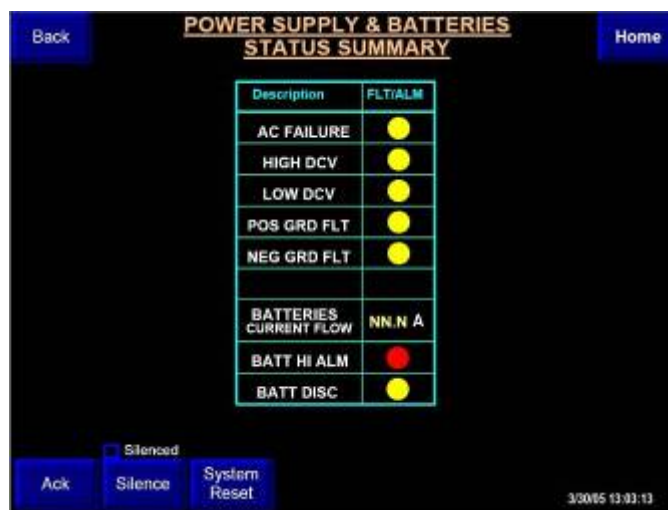 Back
POWER SUPPLY & BATTERIES
STATUS SUMMARY
Home
Description FLT/ALM
AC FAILURE
HIGH DCV
LOW DCV
POS GRD FLT
NEG GRD FLT
BATTERIES
CURRENT FLOW NN.N A
BATT HI ALM
BATT DISC
Silenced
Ack
Silence
System
Reset
3/30/05 13:03:13